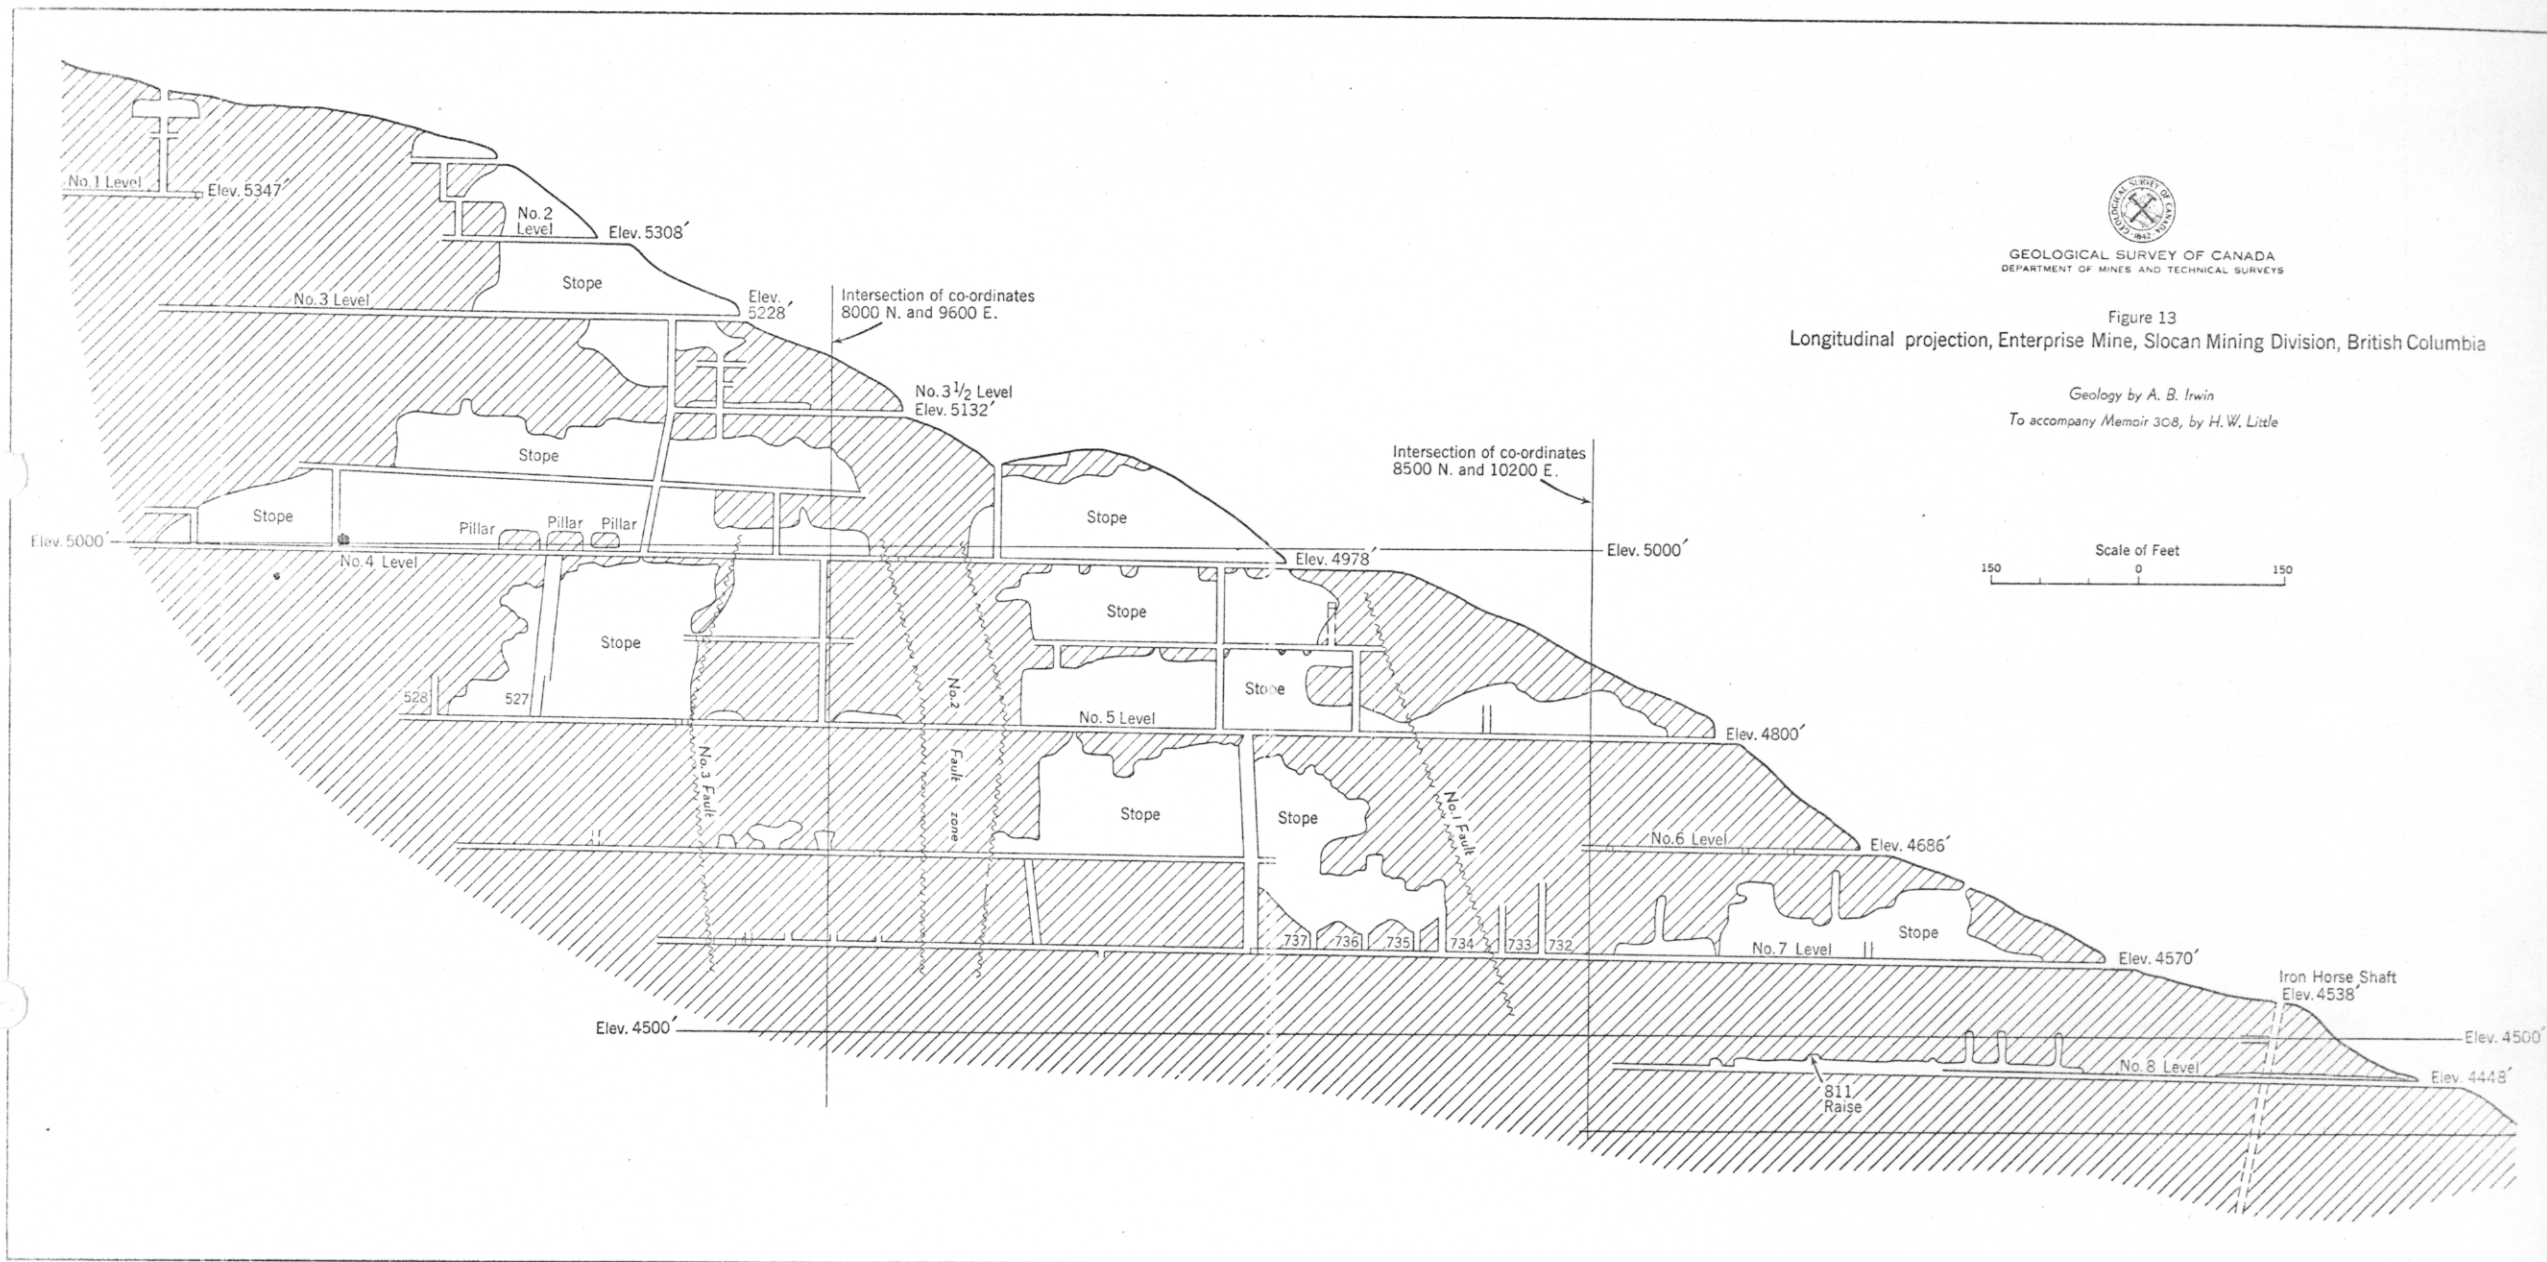 GEOLOGICAL SURVEY OF CANADA
1842
GEOLOGICAL SURVEY OF CANADA
DEPARTMENT OF MINES AND TECHNICAL SURVEYS
Figure 13
Longitudinal projection, Enterprise Mine, Slocan Mining Division, British Columbia
Geology by A. B. Irwin
To accompany Memoir 308, by H. W. Little
Scale of Feet
150 0 150
No. 1 Level
Elev. 5347′
No. 2
Level
Elev. 5308′
Stope
No. 3 Level
Elev.
5228′
Intersection of co-ordinates
8000 N. and 9600 E.
No. 3 1/2 Level
Elev. 5132′
Stope
Intersection of co-ordinates
8500 N. and 10200 E.
Stope
Pillar
Pillar
Pillar
Stope
Elev. 5000′
Elev. 5000′
No. 4 Level
Elev. 4978′
Stope
Stope
528
527
Stope
No. 2 Fault zone
No. 5 Level
Elev. 4800′
No. 3 Fault
Stope
Stope
No. 1 Fault
No. 6 Level
Elev. 4686′
737
736
735
734
733
732
No. 7 Level
Stope
Elev. 4570′
Iron Horse Shaft
Elev. 4538′
Elev. 4500′
Elev. 4500′
No. 8 Level
Elev. 4448′
811
Raise